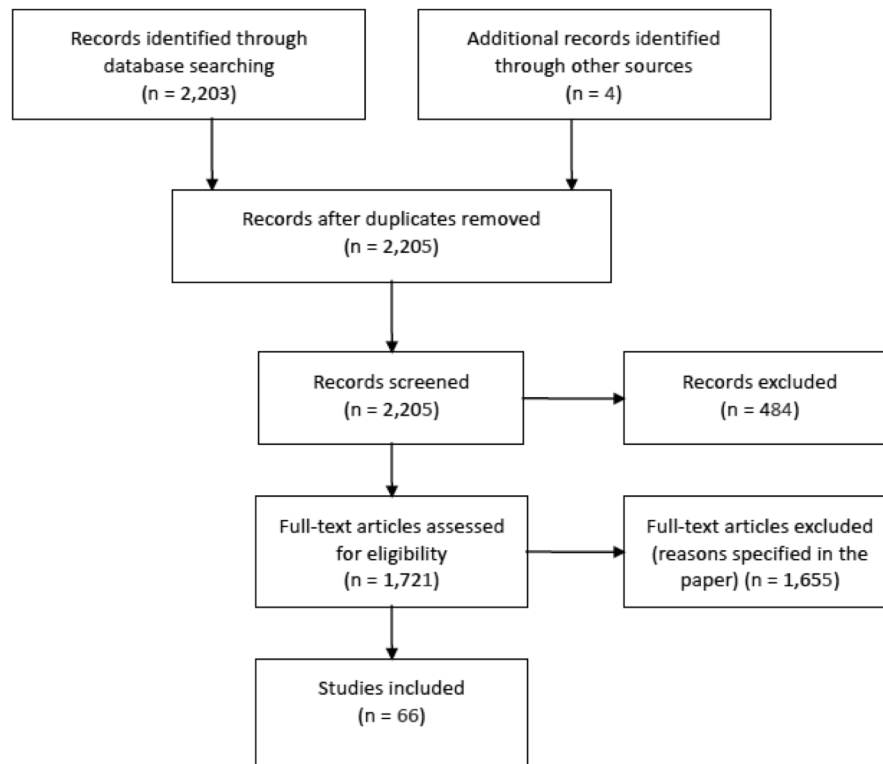 Records identified through
database searching
(n = 2,203)
Additional records identified
through other sources
(n = 4)
Records after duplicates removed
(n = 2,205)
Records screened
(n = 2,205)
Records excluded
(n = 484)
Full-text articles assessed
for eligibility
(n = 1,721)
Full-text articles excluded
(reasons specified in the
paper) (n = 1,655)
Studies included
(n = 66)